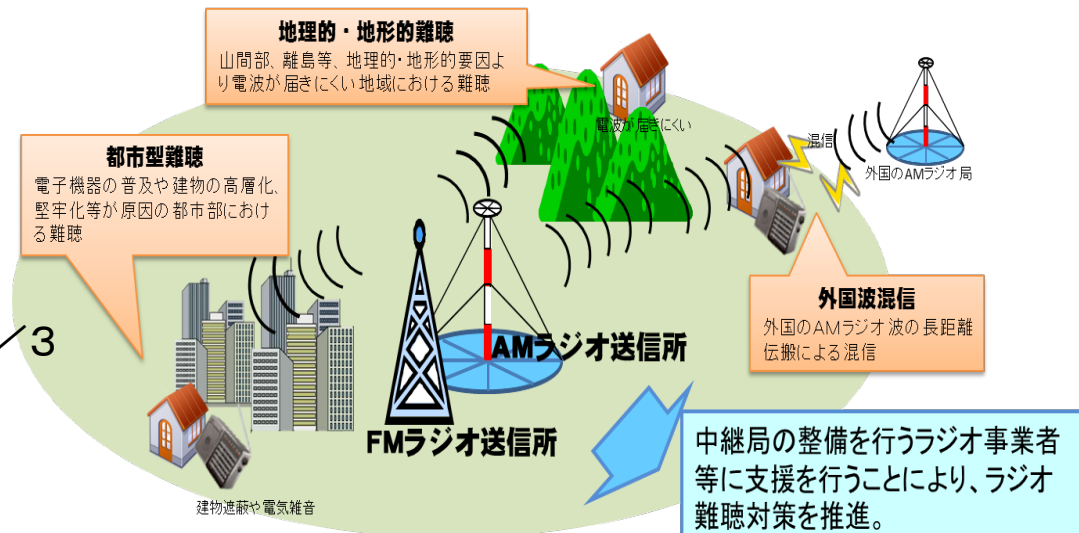 地理的・地形的難聴
山間部、離島等、地理的・地形的要因よ
り電波が届きにくい地域における難聴
電波が届きにくい
混信
外国のAMラジオ局
都市型難聴
電子機器の普及や建物の高層化、
堅牢化等が原因の都市部におけ
る難聴
外国波混信
外国のAMラジオ波の長距離
伝搬による混信
3
AMラジオ送信所
FMラジオ送信所
建物遮蔽や電気雑音
中継局の整備を行うラジオ事業者
等に支援を行うことにより、ラジオ
難聴対策を推進。